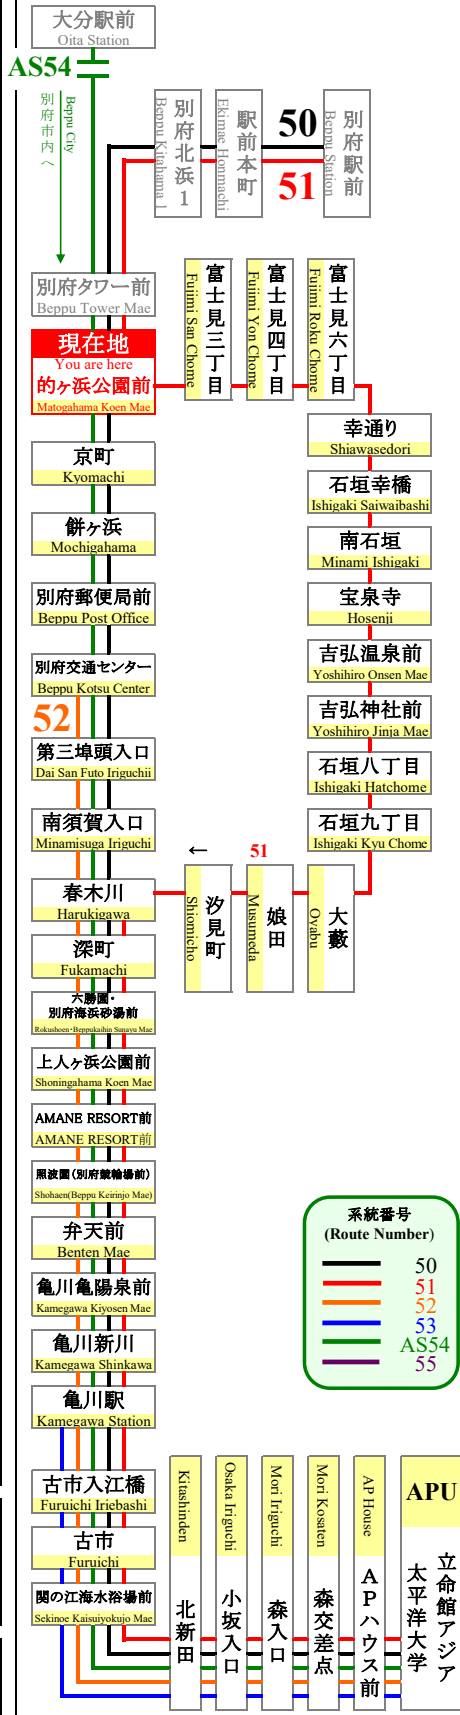 大分駅前
Oita Station
AS54
Beppu City
別府市内へ
別府北浜1
Beppu Kitahama 1
駅前本町
Ekimae Honmachi
50
51
別府駅前
Beppu Station
別府タワー前
Beppu Tower Mae
現在地
You are here
的ヶ浜公園前
Matogahama Koen Mae
富士見三丁目
Fujimi San Chome
富士見四丁目
Fujimi Yon Chome
富士見六丁目
Fujimi Roku Chome
幸通り
Shiawasedori
石垣幸橋
Ishigaki Saiwaibashi
南石垣
Minami Ishigaki
宝泉寺
Hosenji
吉弘温泉前
Yoshihiro Onsen Mae
吉弘神社前
Yoshihiro Jinja Mae
石垣八丁目
Ishigaki Hatchome
石垣九丁目
Ishigaki Kyu Chome
京町
Kyomachi
餅ヶ浜
Mochigahama
別府郵便局前
Beppu Post Office
別府交通センター
Beppu Kotsu Center
52
第三埠頭入口
Dai San Futo Iriguchii
南須賀入口
Minamisuga Iriguchi
←
51
汐見町
Shiomicho
娘田
Musumeda
大藪
Oyabu
春木川
Harukigawa
深町
Fukamachi
六勝園・
別府海浜砂湯前
Rokushoen・Beppukaihin Sunayu Mae
上人ヶ浜公園前
Shoningahama Koen Mae
AMANE RESORT前
AMANE RESORT前
照波園(別府競輪場前)
Shohaen(Beppu Keirinjo Mae)
弁天前
Benten Mae
亀川亀陽泉前
Kamegawa Kiyosen Mae
亀川新川
Kamegawa Shinkawa
亀川駅
Kamegawa Station
古市入江橋
Furuichi Iriebashi
古市
Furuichi
関の江海水浴場前
Sekinoe Kaisuiyokujo Mae
系統番号
(Route Number)
50
51
52
53
AS54
55
Kitashinden
北新田
Osaka Iriguchi
小坂入口
Mori Iriguchi
森入口
Mori Kosaten
森交差点
AP House
APハウス前
APU
立命館アジア
太平洋大学